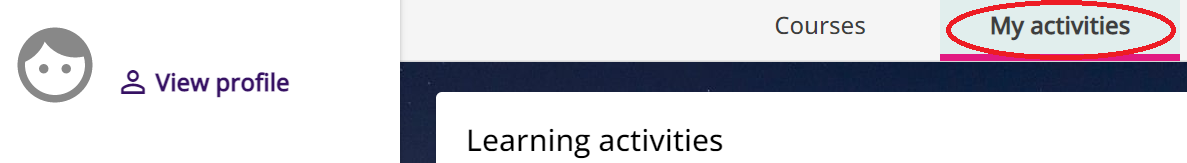 Courses
My activities
View profile
Learning activities